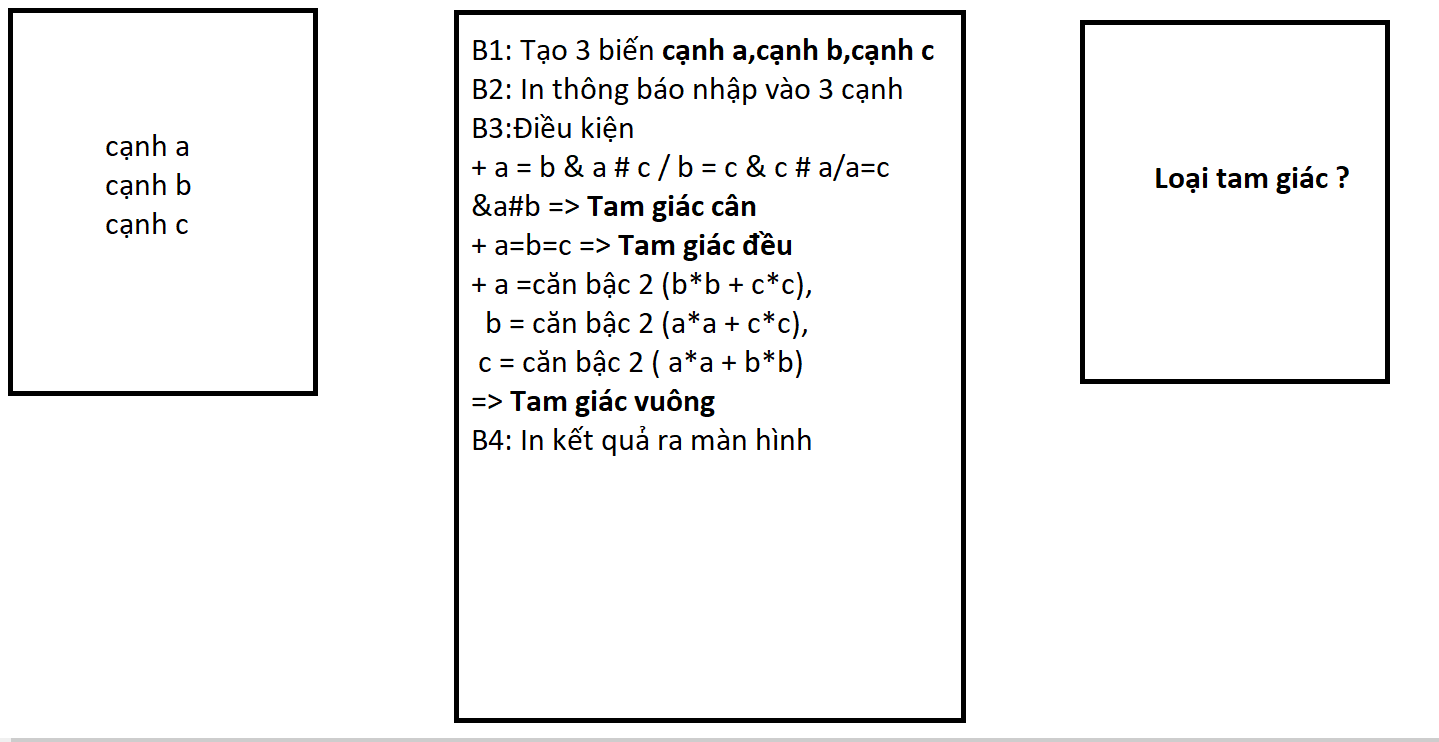 cạnh a
cạnh b
cạnh c
B1: Tạo 3 biến cạnh a,cạnh b,cạnh c
B2: In thông báo nhập vào 3 cạnh
B3:Điều kiện
+ a = b & a # c / b = c & c # a/a=c
&a#b => Tam giác cân
+ a=b=c => Tam giác đều
+ a =căn bậc 2 (b*b + c*c),
b = căn bậc 2 (a*a + c*c),
c = căn bậc 2 ( a*a + b*b)
=> Tam giác vuông
B4: In kết quả ra màn hình
Loại tam giác ?